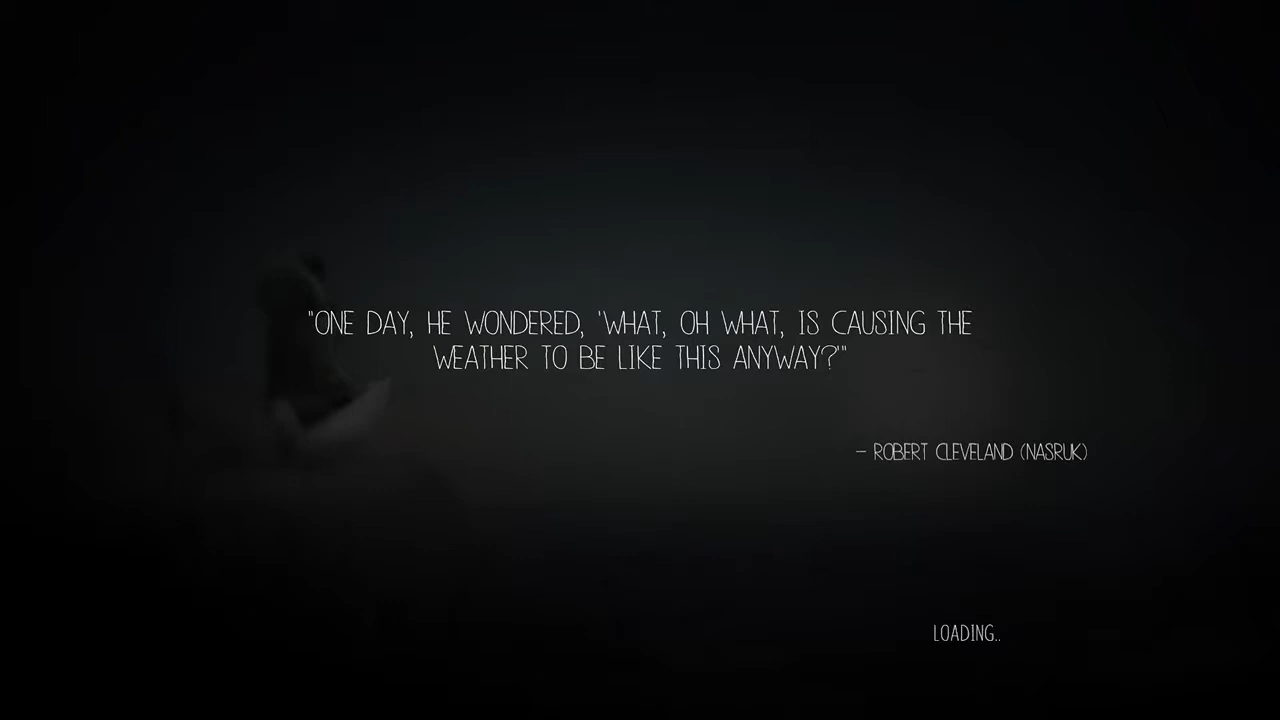 "ONE DAY, HE WONDERED, 'WHAT, OH WHAT, IS CAUSING THE
WEATHER TO BE LIKE THIS ANYWAY?'"
- ROBERT CLEVELAND (NASRUK)
LOADING..